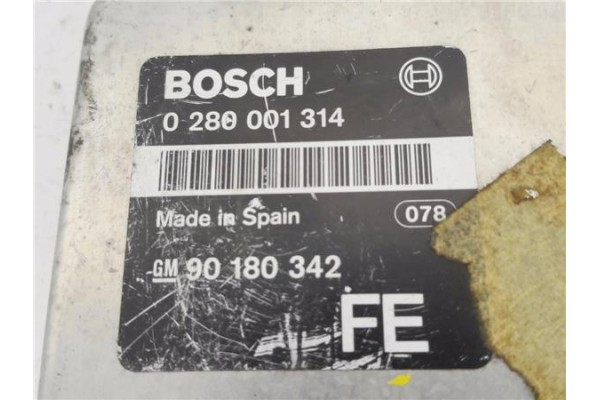 BOSCH
0 280 001 314
Made in Spain 078
GM 90 180 342
FE